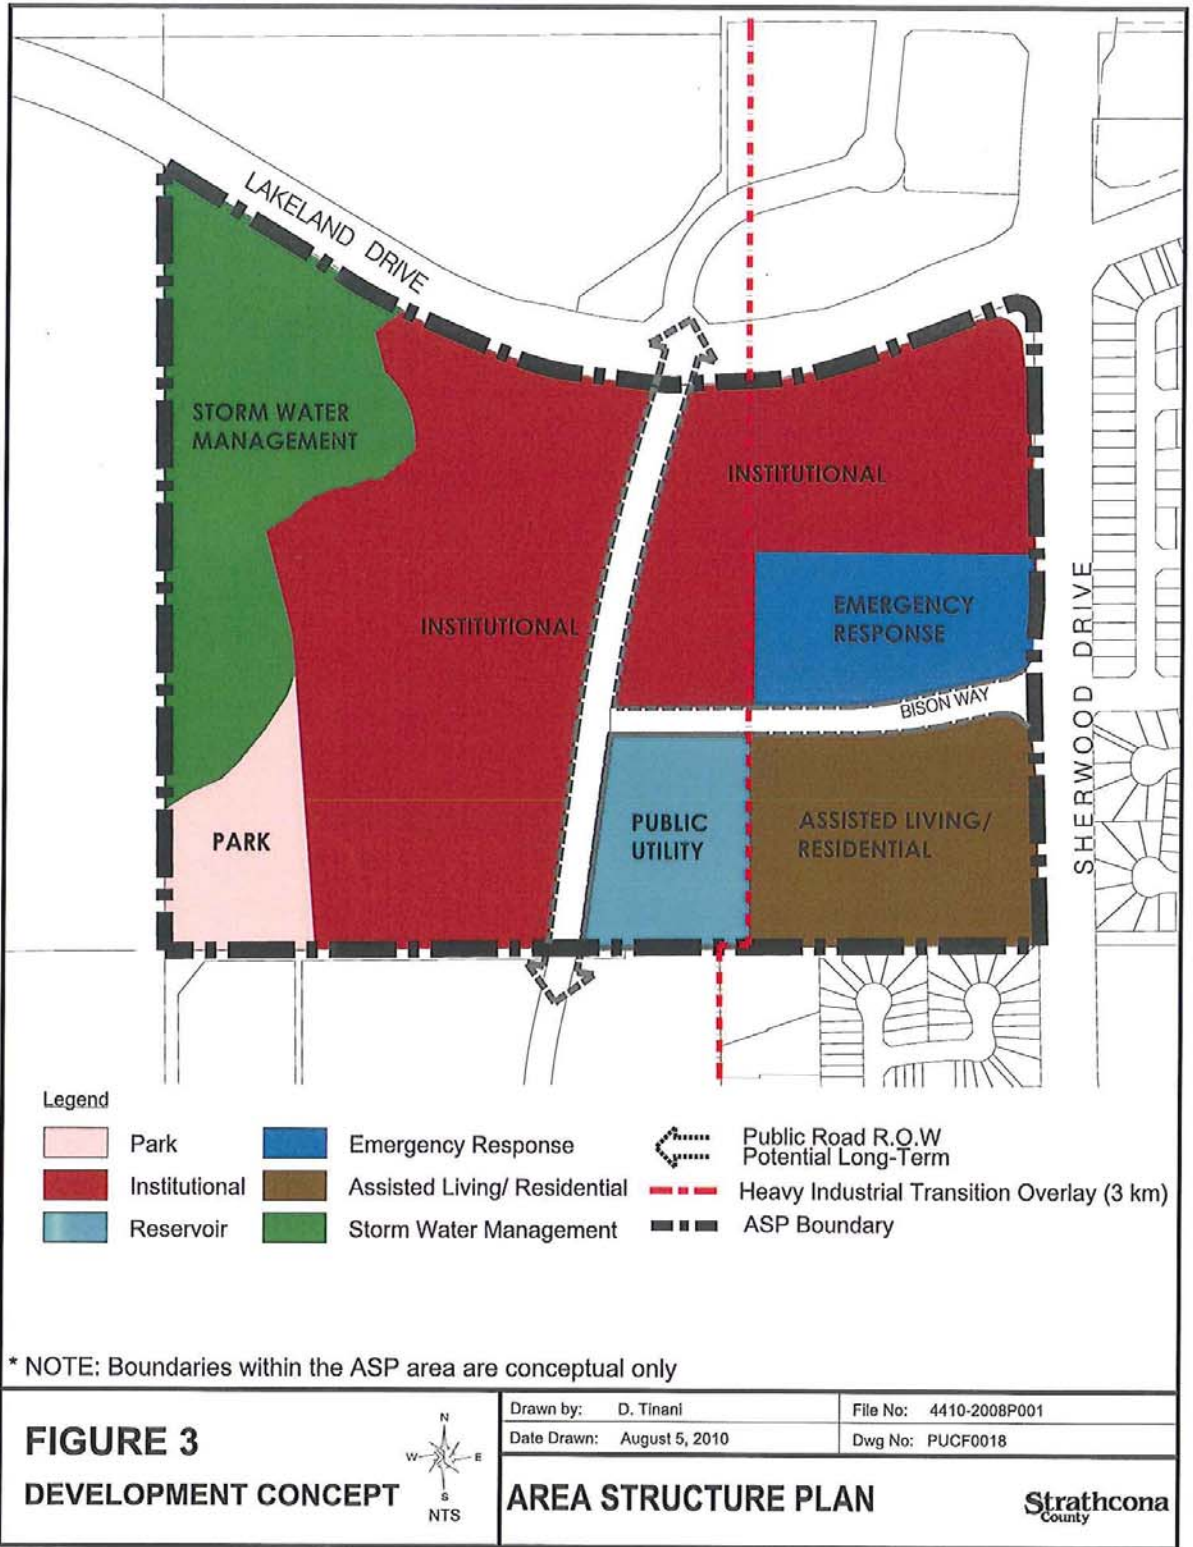 LAKELAND DRIVE
STORM WATER
MANAGEMENT
INSTITUTIONAL
INSTITUTIONAL
EMERGENCY
RESPONSE
BISON WAY
SHERWOOD DRIVE
PARK
PUBLIC
UTILITY
ASSISTED LIVING/
RESIDENTIAL
Legend
Park
Institutional
Reservoir
Emergency Response
Assisted Living/ Residential
Storm Water Management
Public Road R.O.W
Potential Long-Term
Heavy Industrial Transition Overlay (3 km)
ASP Boundary
* NOTE: Boundaries within the ASP area are conceptual only
FIGURE 3
DEVELOPMENT CONCEPT
N
W E
S
NTS
Drawn by: D. Tinani
File No: 4410-2008P001
Date Drawn: August 5, 2010
Dwg No: PUCF0018
AREA STRUCTURE PLAN
Strathcona
County